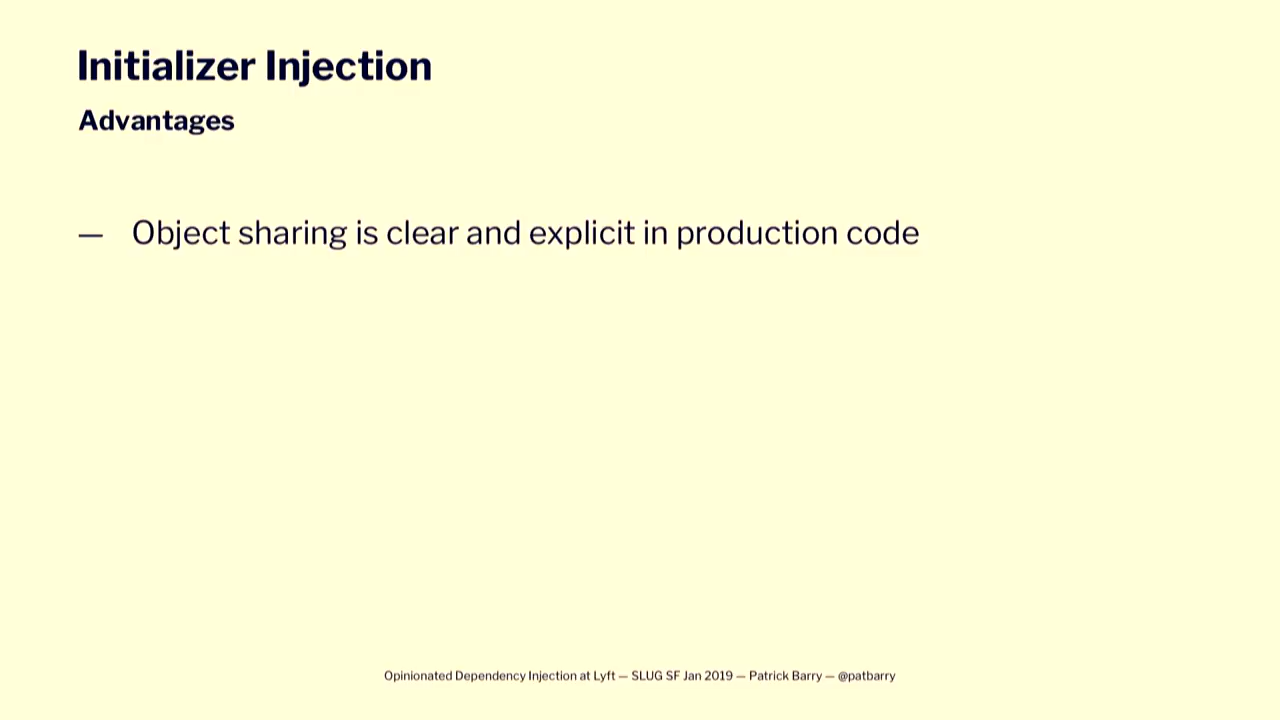 Initializer Injection
Advantages
— Object sharing is clear and explicit in production code
Opinionated Dependency Injection at Lyft — SLUG SF Jan 2019 — Patrick Barry — @patbarry